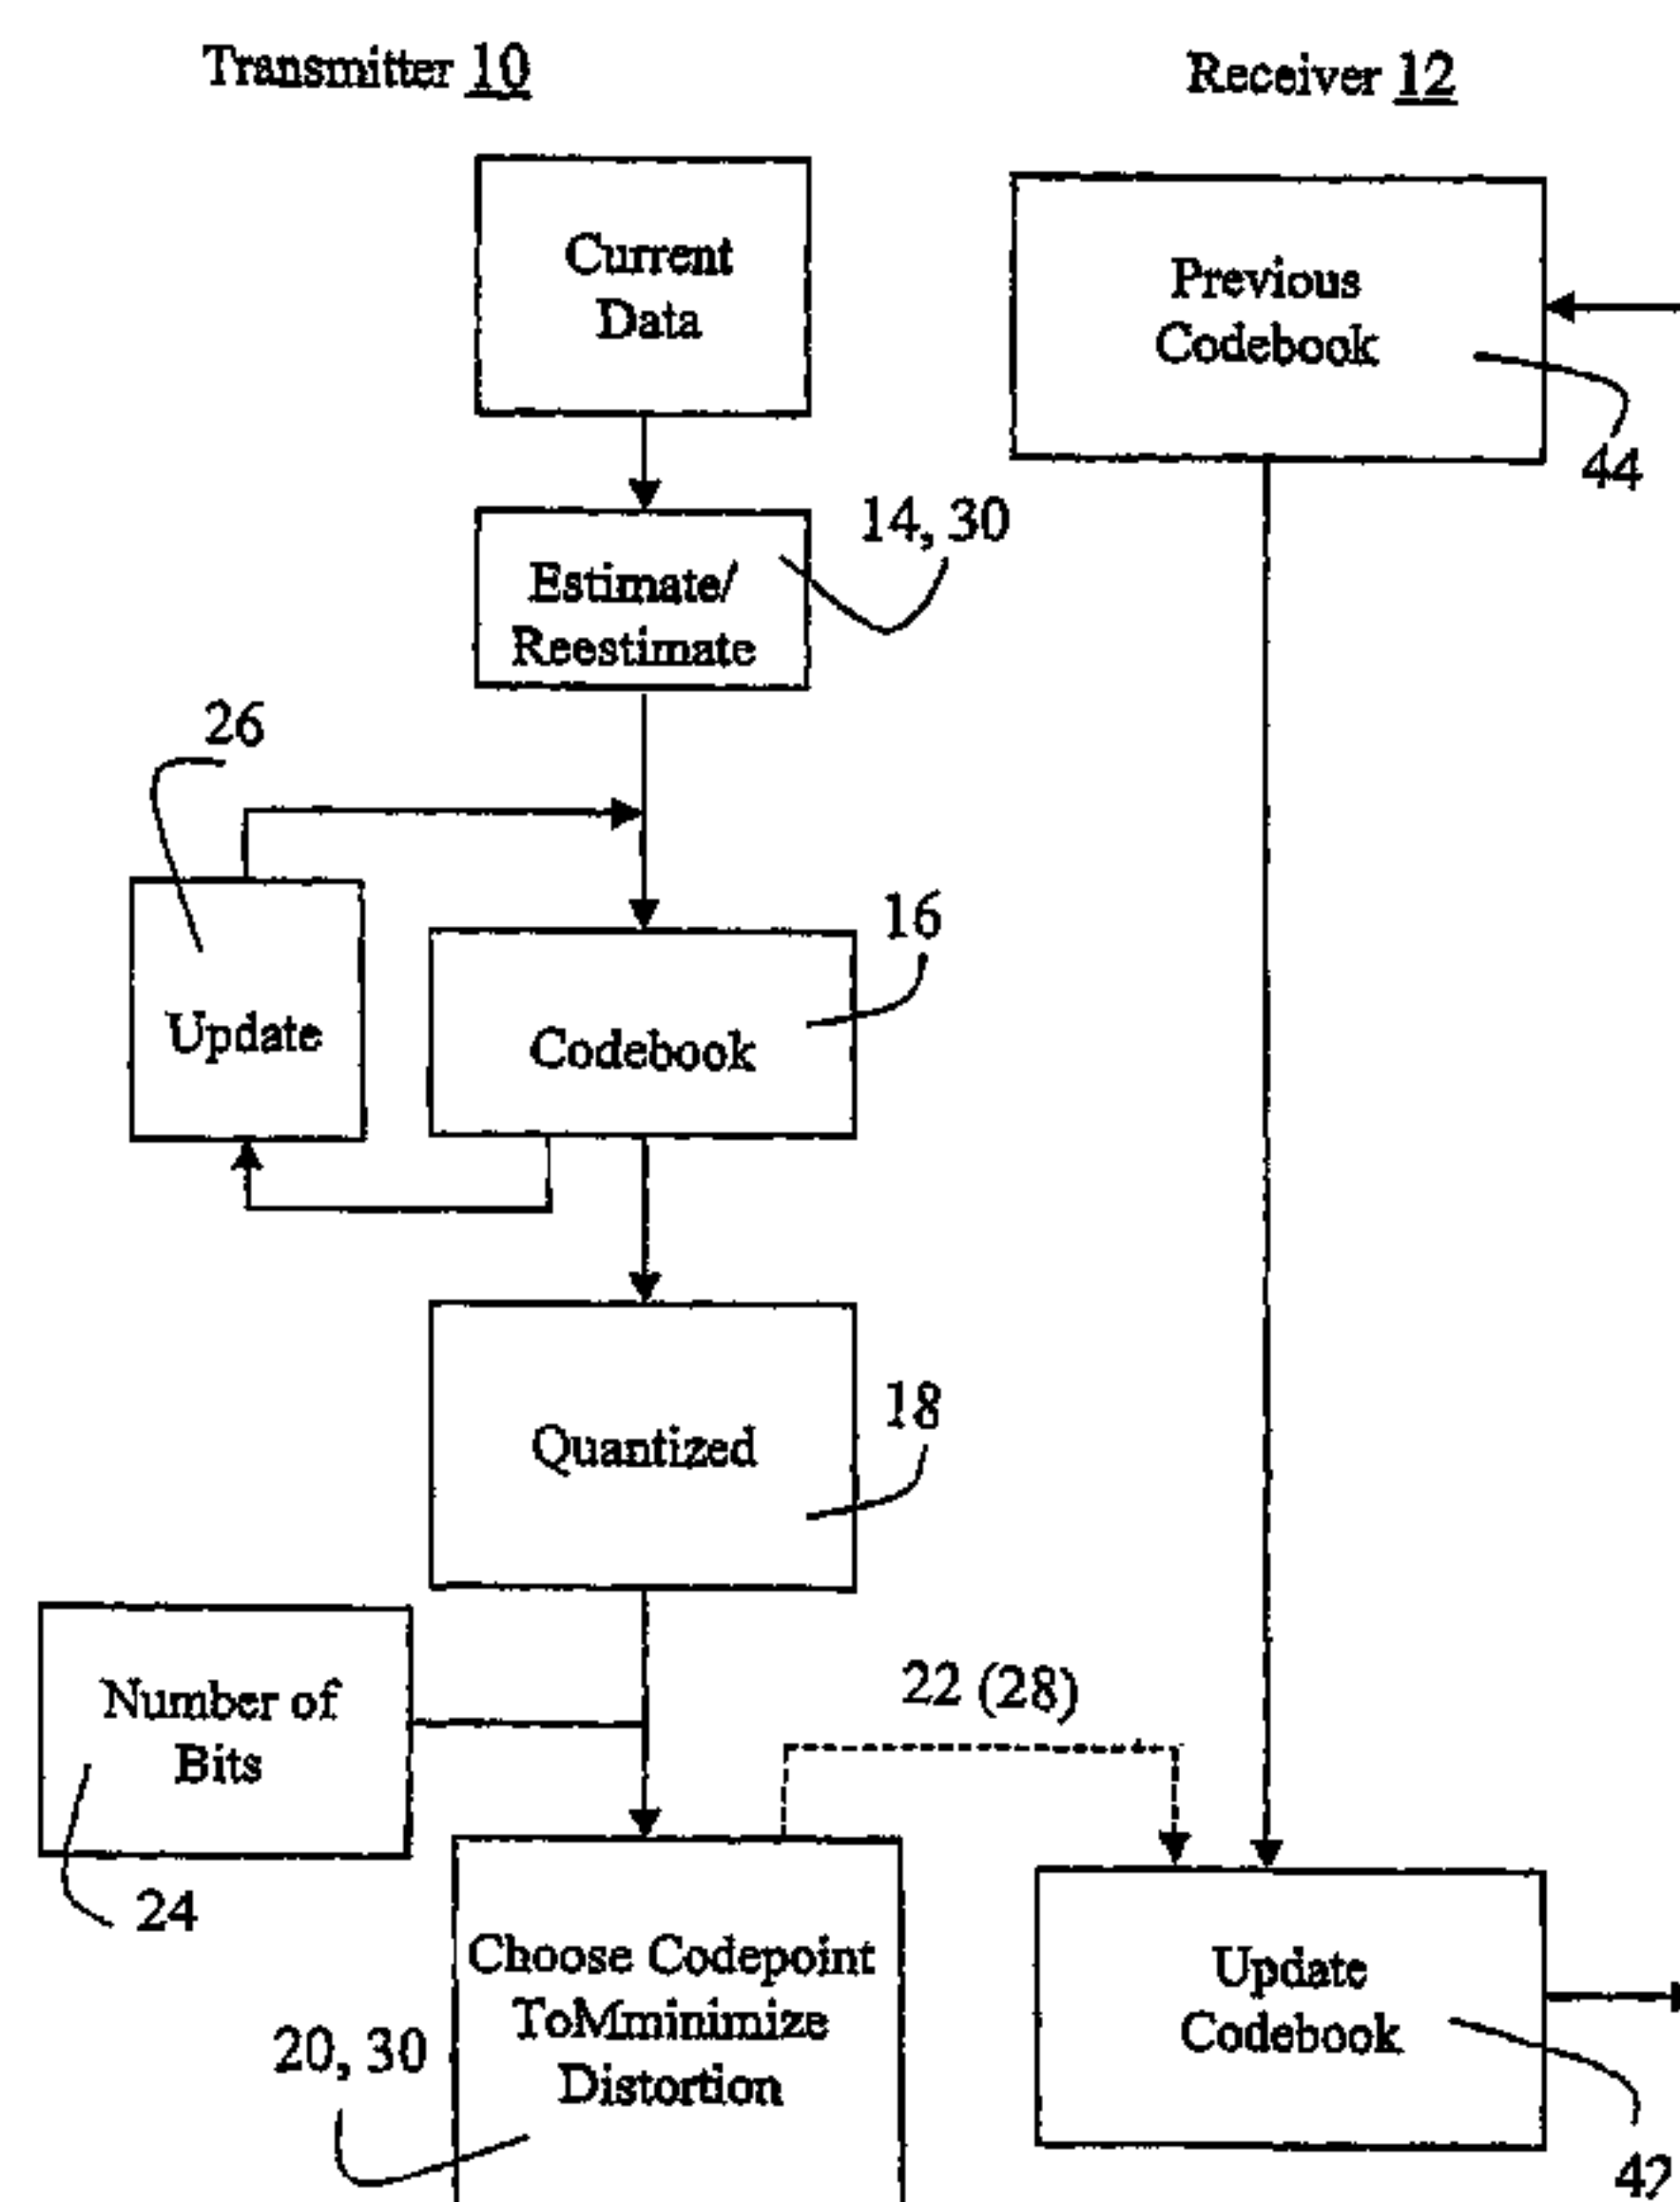 Transmitter 10
Receiver 12
Current
Data
Previous
Codebook
44
14, 30
Estimate/
Reestimate
26
16
Update
Codebook
18
Quantized
Number of
Bits
22 (28)
24
Choose Codepoint
ToMminimize
Distortion
20, 30
Update
Codebook
42